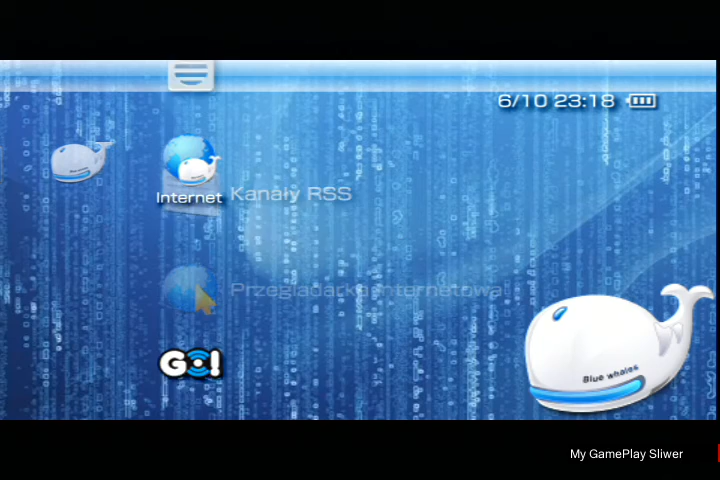 6/10 23:18
Internet
Kanały RSS
Przeglądarka internetowa
GO!
Blue whales
My GamePlay Sliwer